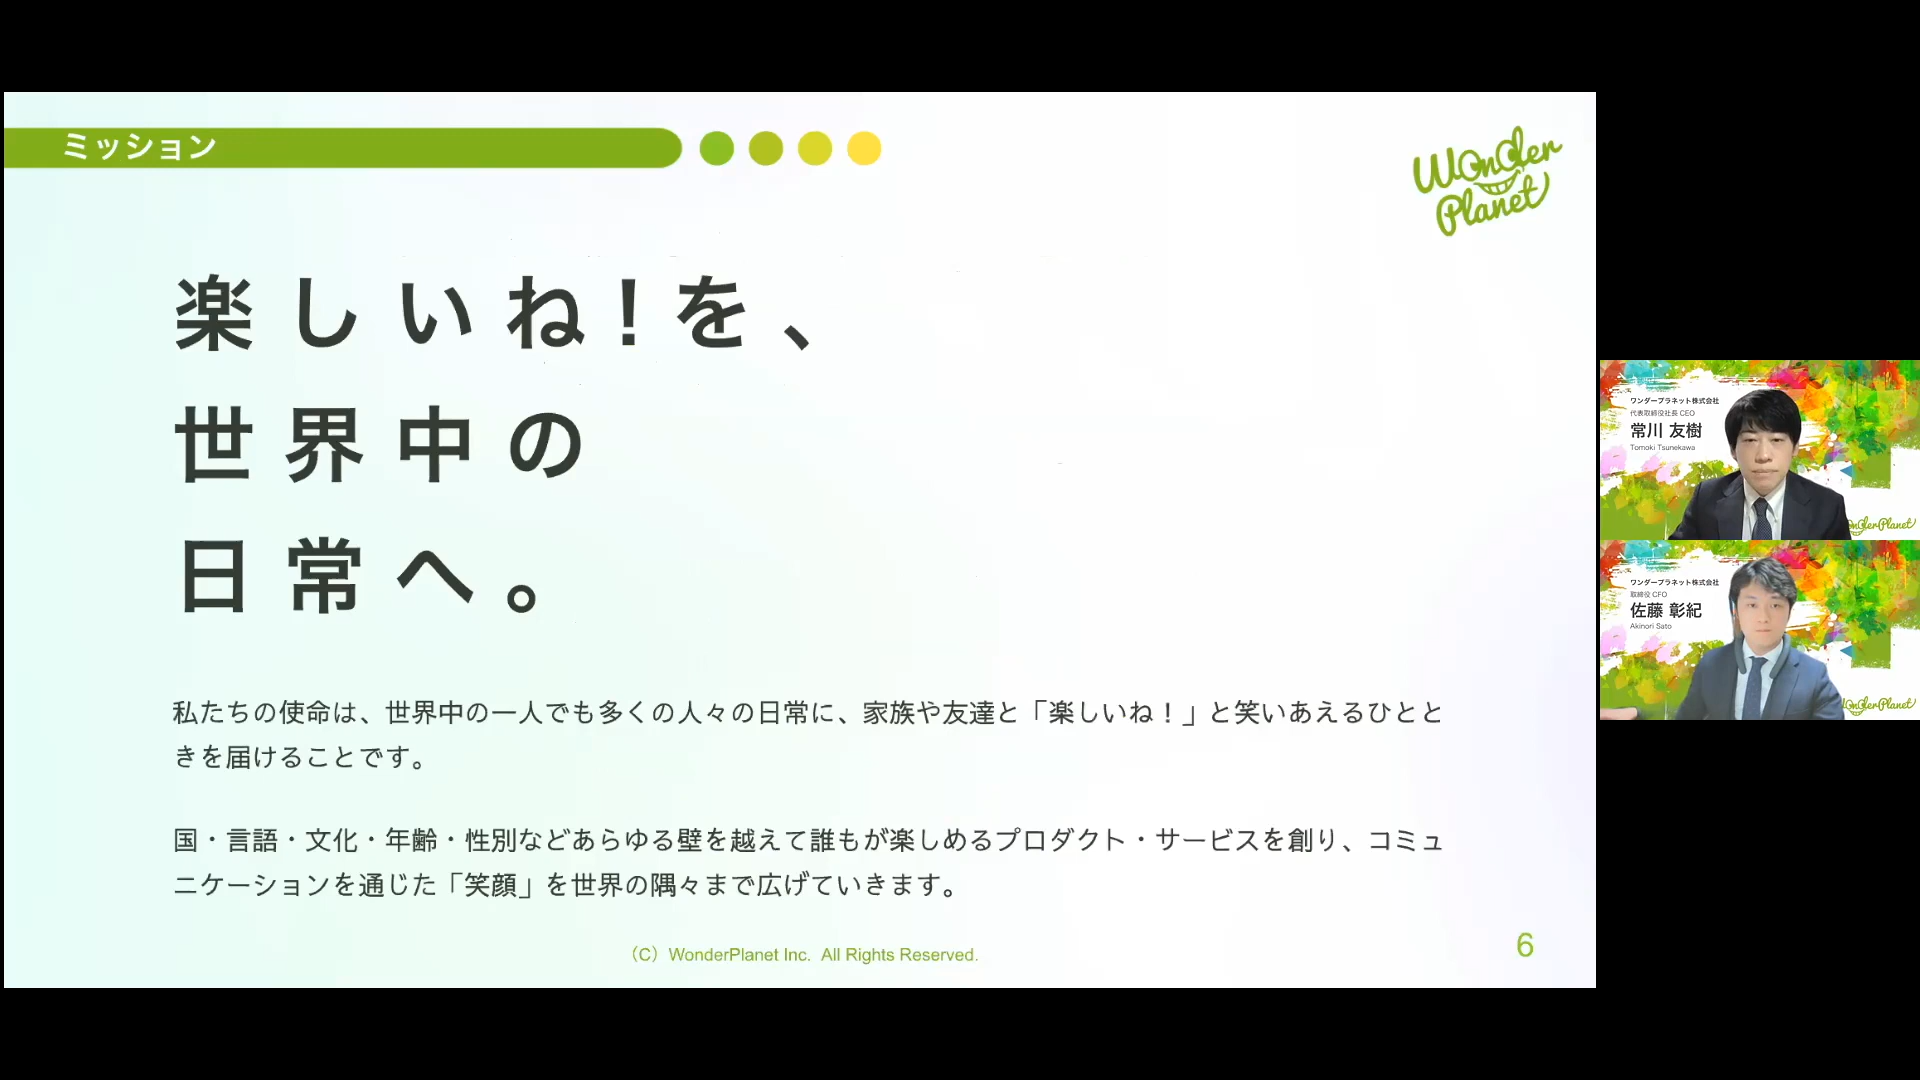 ミッション
Wonder
Planet
楽しいね!を、
世界中の
日常へ。
私たちの使命は、世界中の一人でも多くの人々の日常に、家族や友達と「楽しいね！」と笑いあえるひとと
きを届けることです。
国・言語・文化・年齢・性別などあらゆる壁を越えて誰もが楽しめるプロダクト・サービスを創り、コミュ
ニケーションを通じた「笑顔」を世界の隅々まで広げていきます。
（C）WonderPlanet Inc. All Rights Reserved.
6
ワンダープラネット株式会社
代表取締役社長 CEO
常川 友樹
Tomoki Tsunekawa
WonderPlanet
ワンダープラネット株式会社
取締役 CFO
佐藤 彰紀
Akinori Sato
WonderPlanet